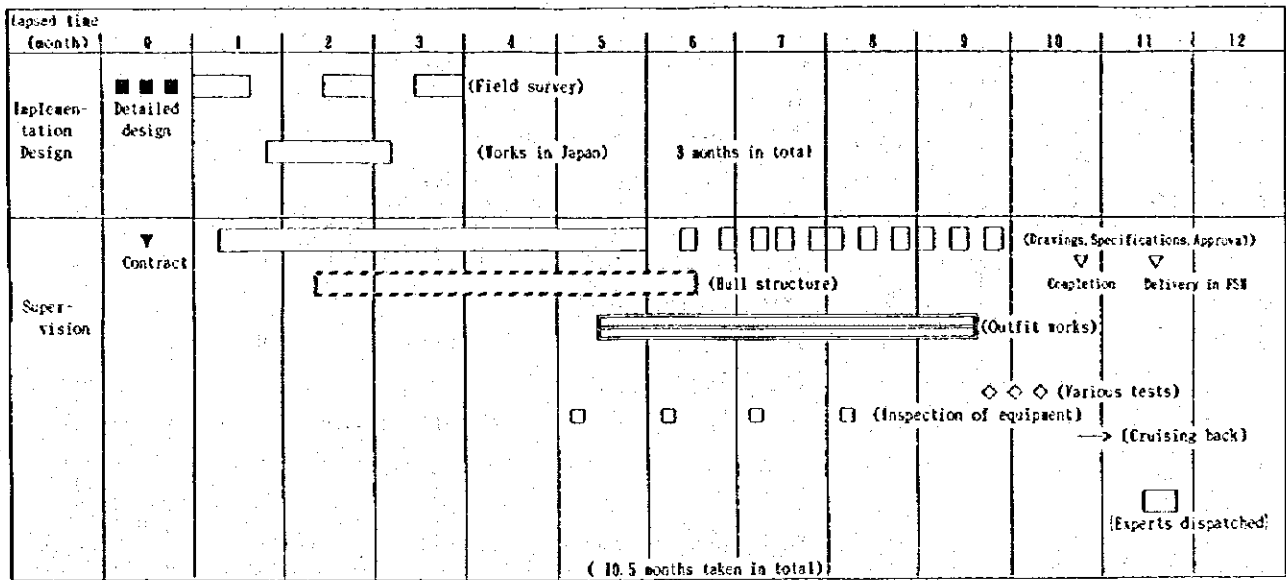 Elapsed time
(month) 0 1 2 3 4 5 6 7 8 9 10 11 12
Implemen-
tation
Design
Detailed
design
(Field survey)
(Works in Japan) 3 months in total
Super-
vision
Contract
(Drawings, Specifications, Approval)
Completion Delivery in FSM
(Hull structure)
(Outfit works)
(Various tests)
(Inspection of equipment)
(Cruising back)
(Experts dispatched)
( 10.5 months taken in total)